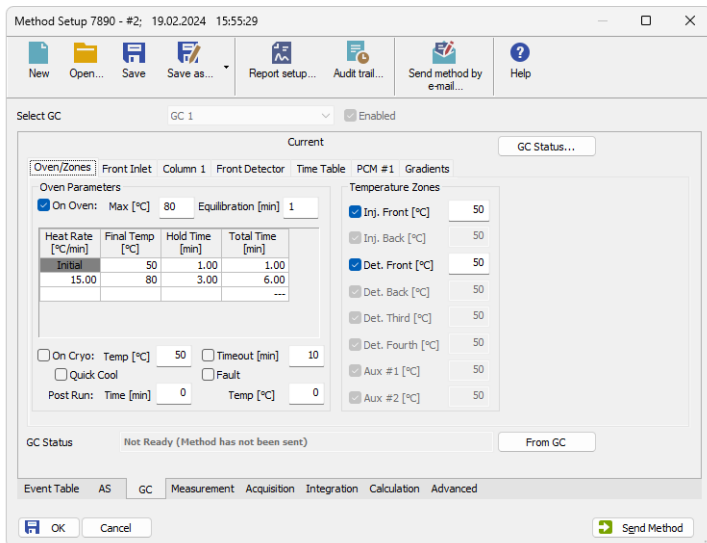 Method Setup 7890 - #2; 19.02.2024 15:55:29
New Open... Save Save as... Report setup... Audit trail... Send method by e-mail... Help
Select GC GC 1 Enabled
Current GC Status...
Oven/Zones Front Inlet Column 1 Front Detector Time Table PCM #1 Gradients
Oven Parameters
On Oven: Max [°C] 80 Equilibration [min] 1
Heat Rate [°C/min] Final Temp [°C] Hold Time [min] Total Time [min]
Initial 50 1.00 1.00
15.00 80 3.00 6.00
---
On Cryo: Temp [°C] 50 Timeout [min] 10
Quick Cool Fault
Post Run: Time [min] 0 Temp [°C] 0
Temperature Zones
Inj. Front [°C] 50
Inj. Back [°C] 50
Det. Front [°C] 50
Det. Back [°C] 50
Det. Third [°C] 50
Det. Fourth [°C] 50
Aux #1 [°C] 50
Aux #2 [°C] 50
GC Status Not Ready (Method has not been sent) From GC
Event Table AS GC Measurement Acquisition Integration Calculation Advanced
OK Cancel Send Method